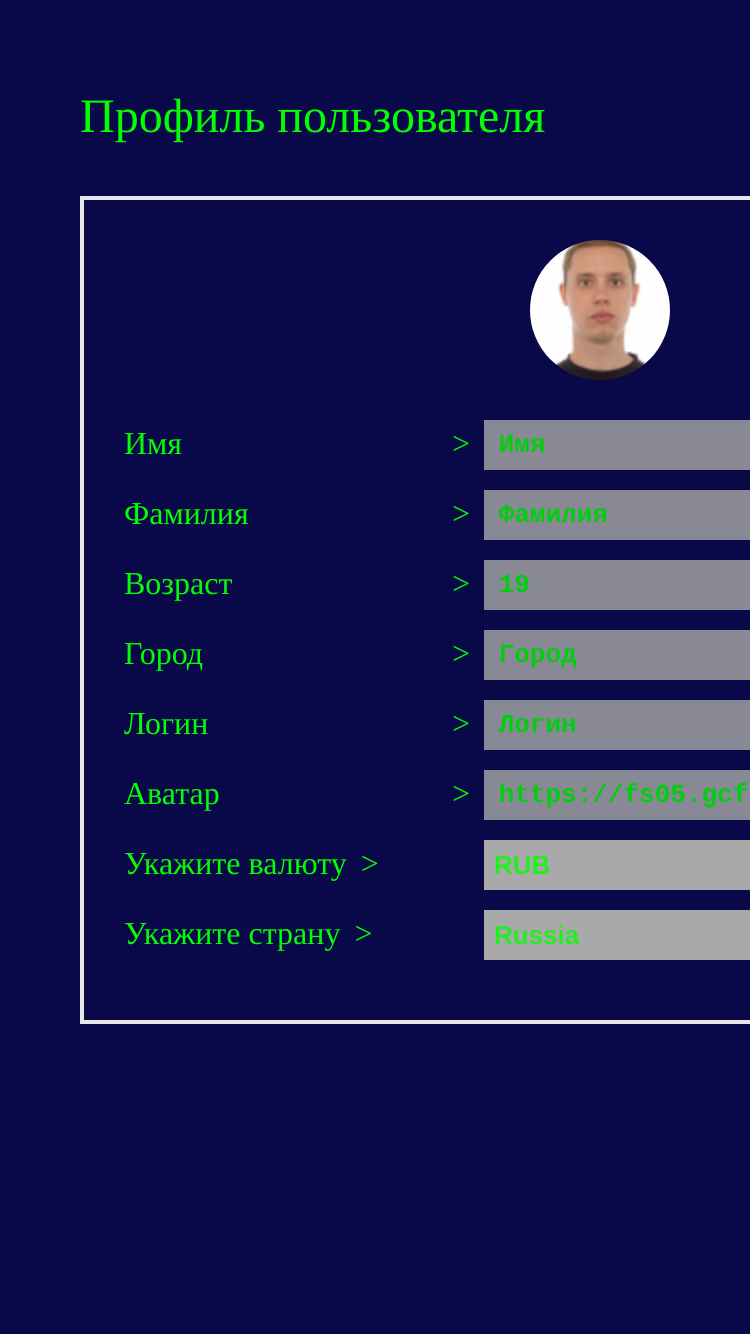 Профиль пользователя
Имя > Имя
Фамилия > Фамилия
Возраст > 19
Город > Город
Логин > Логин
Аватар > https://fs05.gcf
Укажите валюту > RUB
Укажите страну > Russia